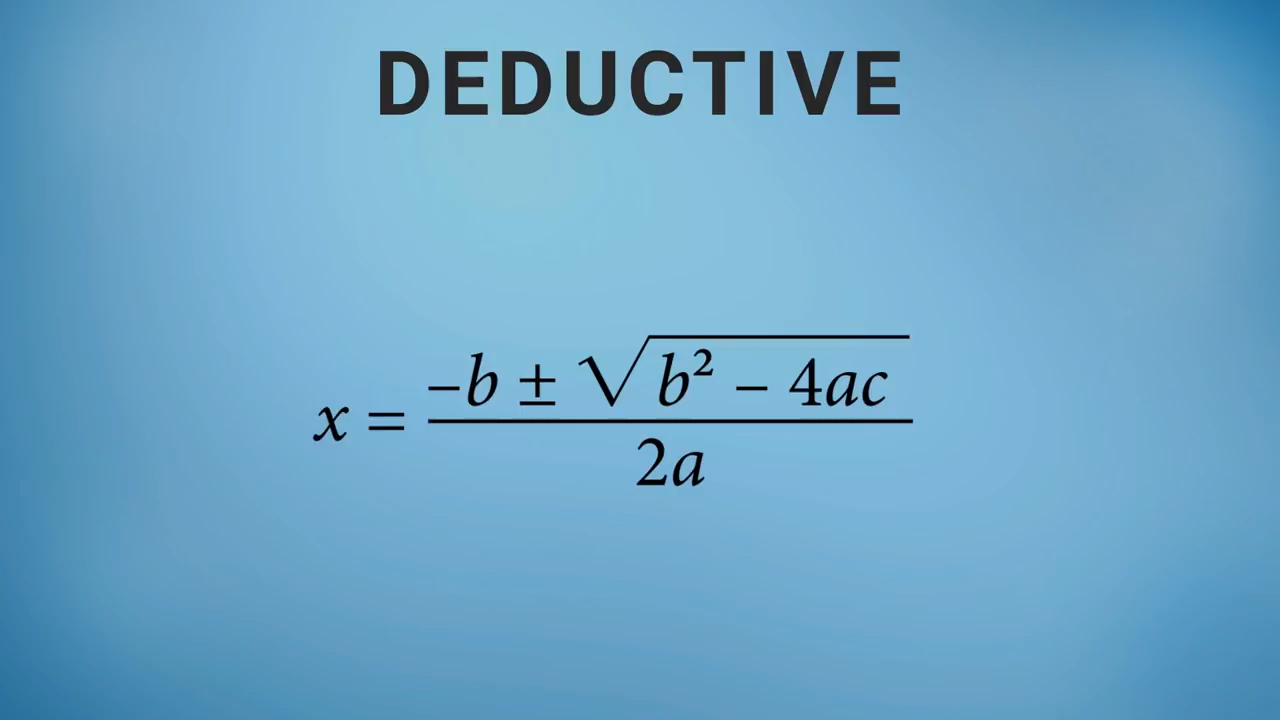 DEDUCTIVE
x = –b ± √b² – 4ac / 2a